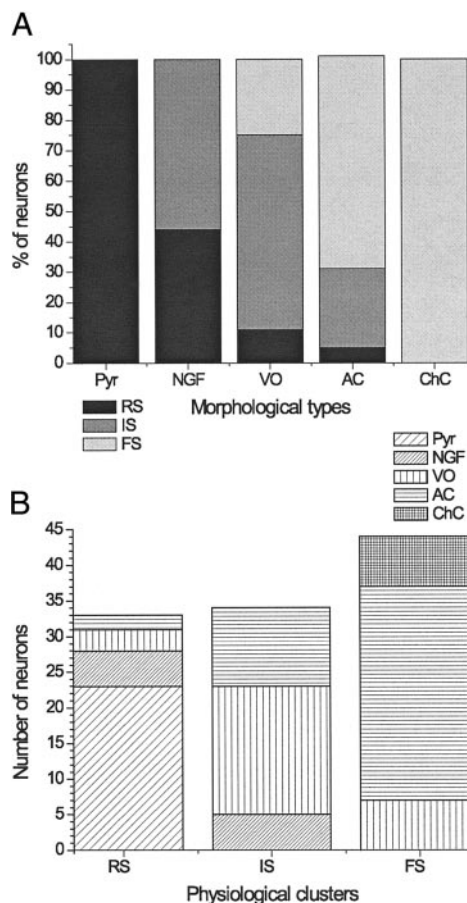 A
100
90
80
70
60
50
40
30
20
10
0
% of neurons
Pyr NGF VO AC ChC
Morphological types
RS
IS
FS
Pyr
NGF
VO
AC
ChC
B
45
40
35
30
25
20
15
10
5
0
Number of neurons
RS IS FS
Physiological clusters